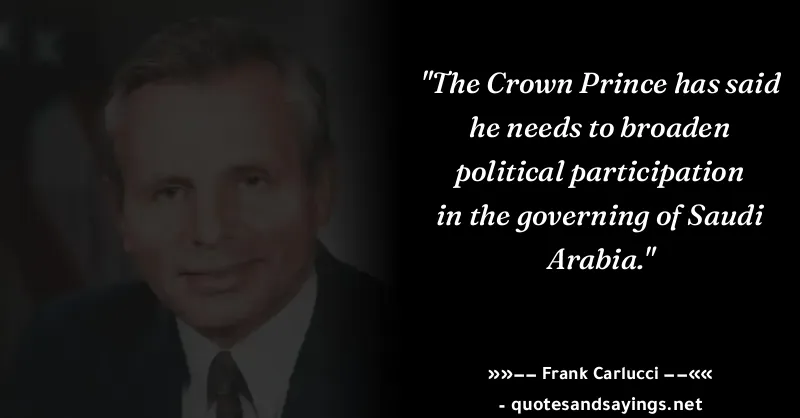 "The Crown Prince has said
he needs to broaden
political participation
in the governing of Saudi
Arabia."
»»−− Frank Carlucci −−««
- quotesandsayings.net